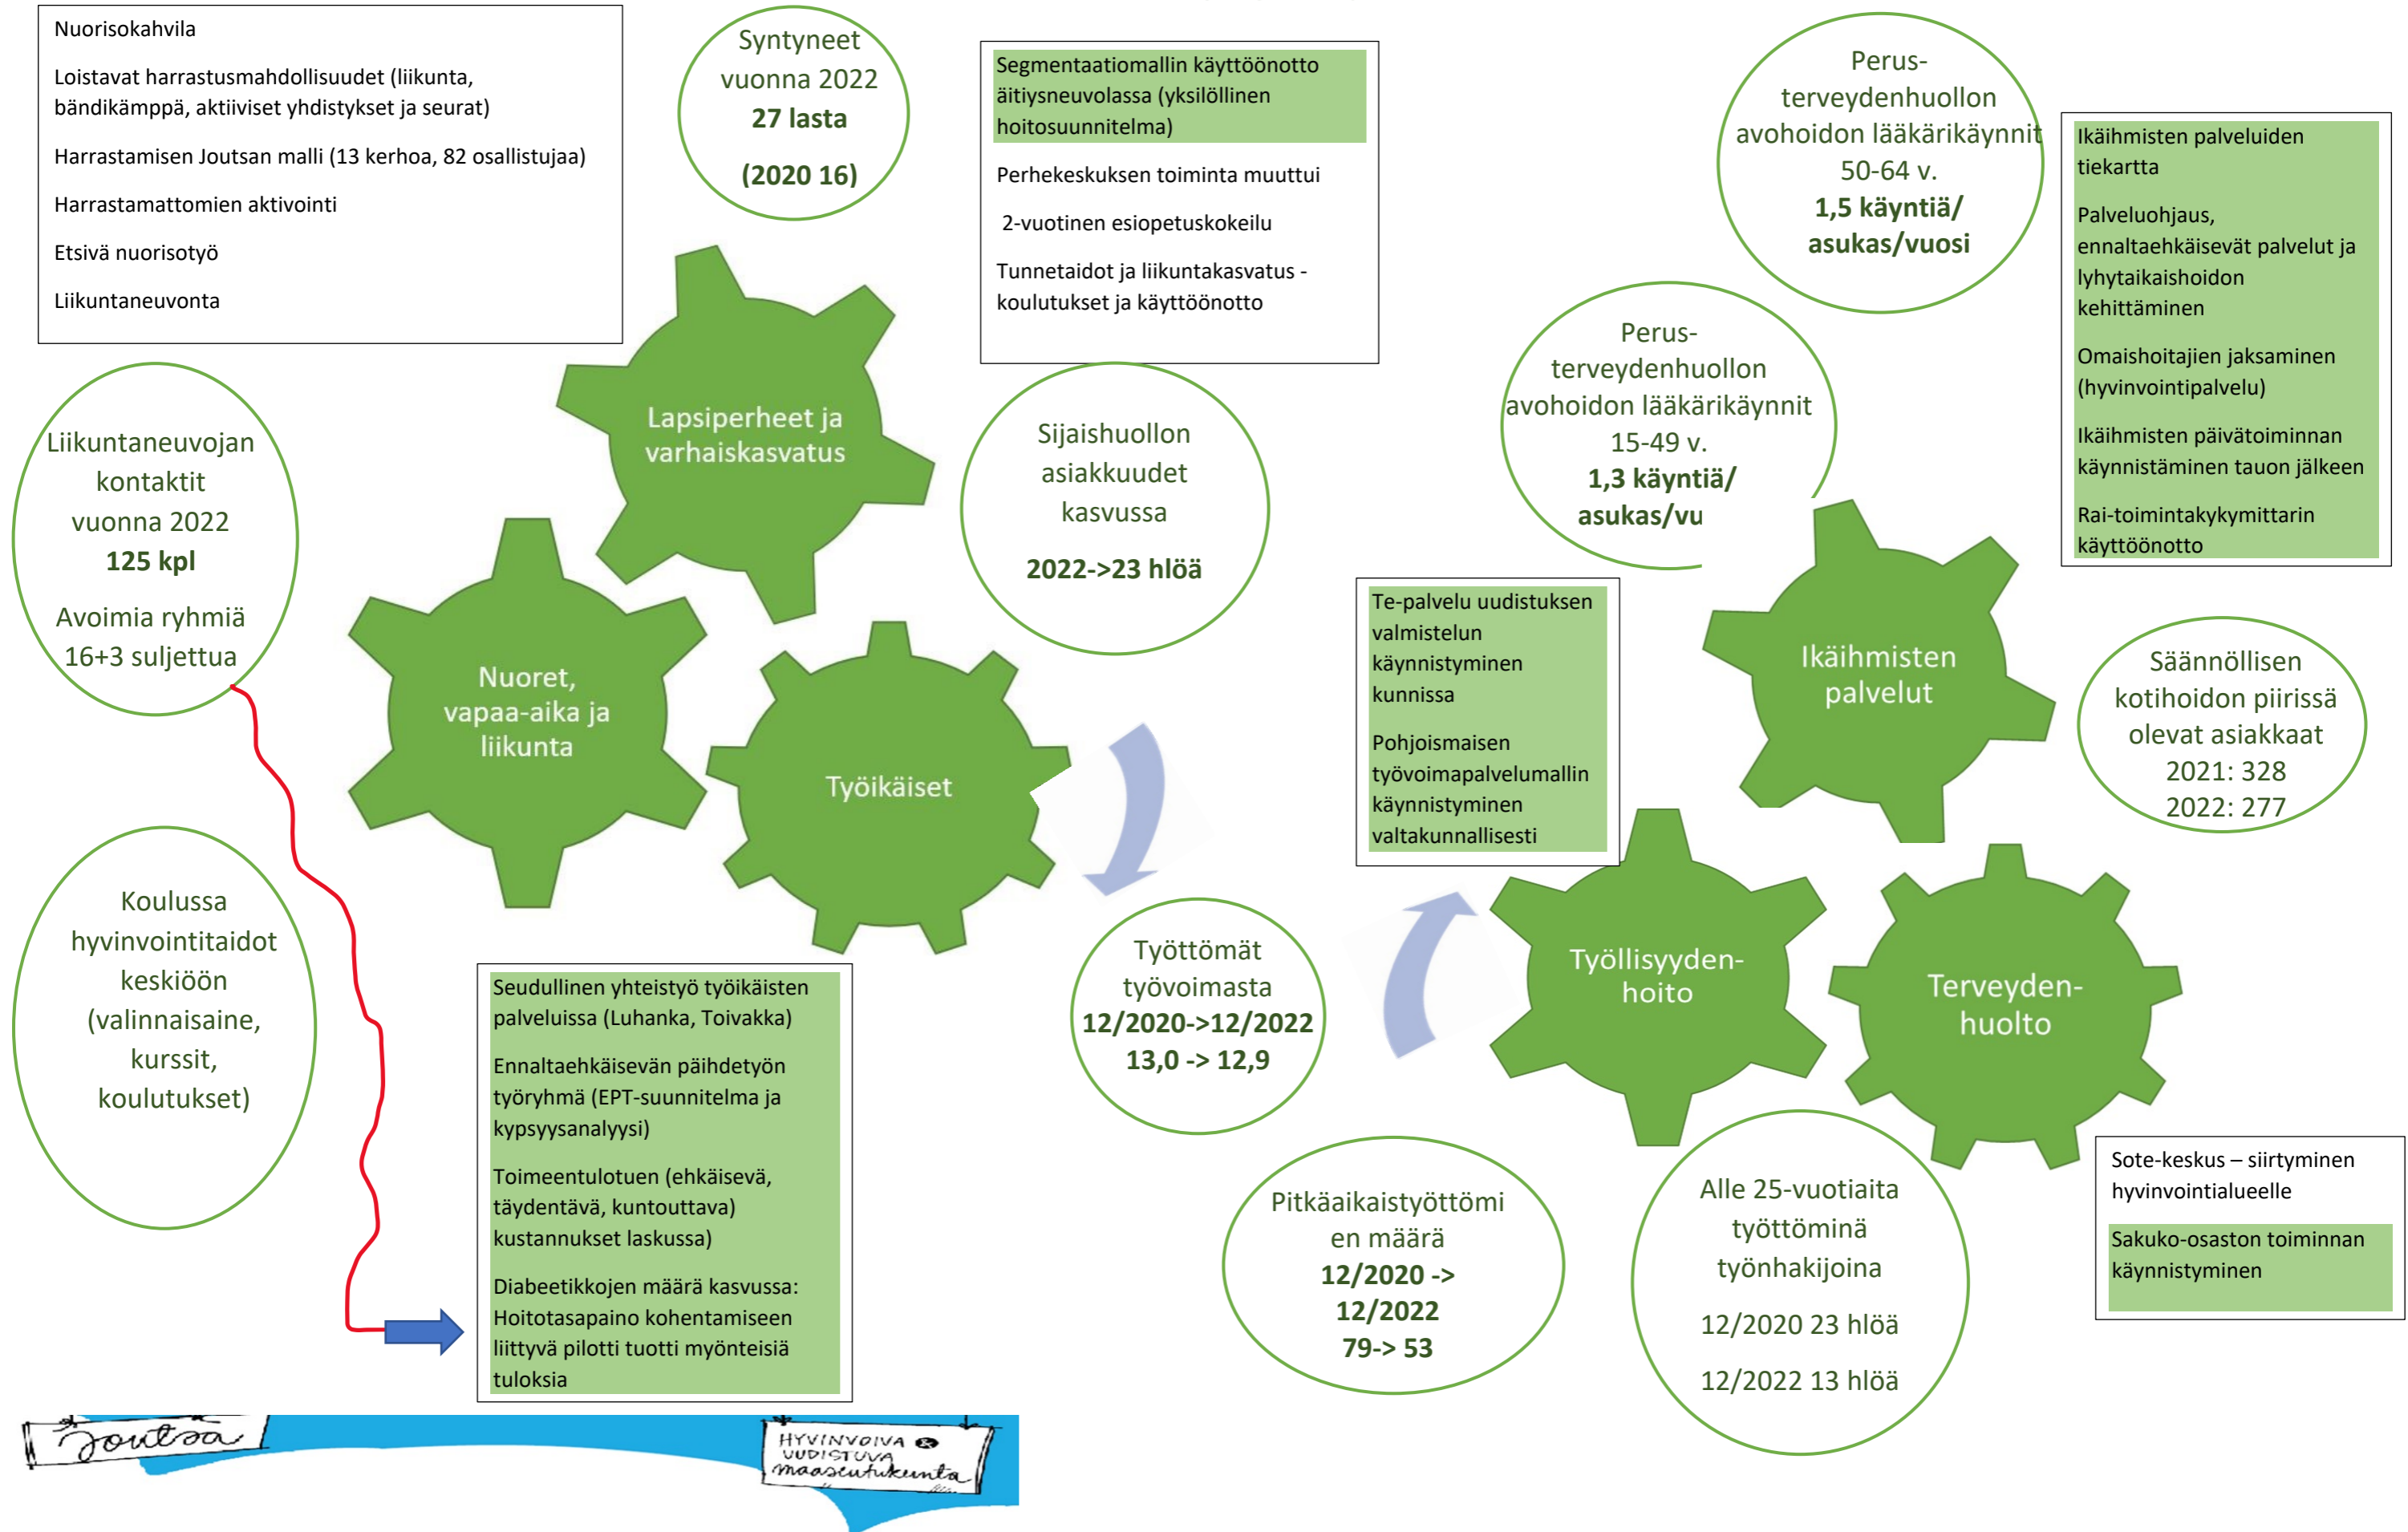 Nuorisokahvila
Loistavat harrastusmahdollisuudet (liikunta,
bändikämppä, aktiiviset yhdistykset ja seurat)
Harrastamisen Joutsan malli (13 kerhoa, 82 osallistujaa)
Harrastamattomien aktivointi
Etsivä nuorisotyö
Liikuntaneuvonta
Syntyneet
vuonna 2022
27 lasta
(2020 16)
Segmentaatiomallin käyttöönotto
äitiysneuvolassa (yksilöllinen
hoitosuunnitelma)
Perhekeskuksen toiminta muuttui
2-vuotinen esiopetuskokeilu
Tunnetaidot ja liikuntakasvatus -
koulutukset ja käyttöönotto
Perus-
terveydenhuollon
avohoidon lääkärikäynnit
50-64 v.
1,5 käyntiä/
asukas/vuosi
Ikäihmisten palveluiden
tiekartta
Palveluohjaus,
ennaltaehkäisevät palvelut ja
lyhytaikaishoidon
kehittäminen
Omaishoitajien jaksaminen
(hyvinvointipalvelu)
Ikäihmisten päivätoiminnan
käynnistäminen tauon jälkeen
Rai-toimintakykymittarin
käyttöönotto
Perus-
terveydenhuollon
avohoidon lääkärikäynnit
15-49 v.
1,3 käyntiä/
asukas/vu
Lapsiperheet ja
varhaiskasvatus
Liikuntaneuvojan
kontaktit
vuonna 2022
125 kpl
Avoimia ryhmiä
16+3 suljettua
Sijaishuollon
asiakkuudet
kasvussa
2022->23 hlöä
Nuoret,
vapaa-aika ja
liikunta
Työikäiset
Te-palvelu uudistuksen
valmistelun
käynnistyminen
kunnissa
Pohjoismaisen
työvoimapalvelumallin
käynnistyminen
valtakunnallisesti
Ikäihmisten
palvelut
Säännöllisen
kotihoidon piirissä
olevat asiakkaat
2021: 328
2022: 277
Koulussa
hyvinvointitaidot
keskiöön
(valinnaisaine,
kurssit,
koulutukset)
Seudullinen yhteistyö työikäisten
palveluissa (Luhanka, Toivakka)
Ennaltaehkäisevän päihdetyön
työryhmä (EPT-suunnitelma ja
kypsyysanalyysi)
Toimeentulotuen (ehkäisevä,
täydentävä, kuntouttava)
kustannukset laskussa)
Diabeetikkojen määrä kasvussa:
Hoitotasapaino kohentamiseen
liittyvä pilotti tuotti myönteisiä
tuloksia
Työttömät
työvoimasta
12/2020->12/2022
13,0 -> 12,9
Työllisyyden-
hoito
Terveyden-
huolto
Pitkäaikaistyöttömi
en määrä
12/2020 ->
12/2022
79-> 53
Alle 25-vuotiaita
työttöminä
työnhakijoina
12/2020 23 hlöä
12/2022 13 hlöä
Sote-keskus – siirtyminen
hyvinvointialueelle
Sakuko-osaston toiminnan
käynnistyminen
Joutsa
HYVINVOIVA &
UUDISTUVA
maaseutukunta